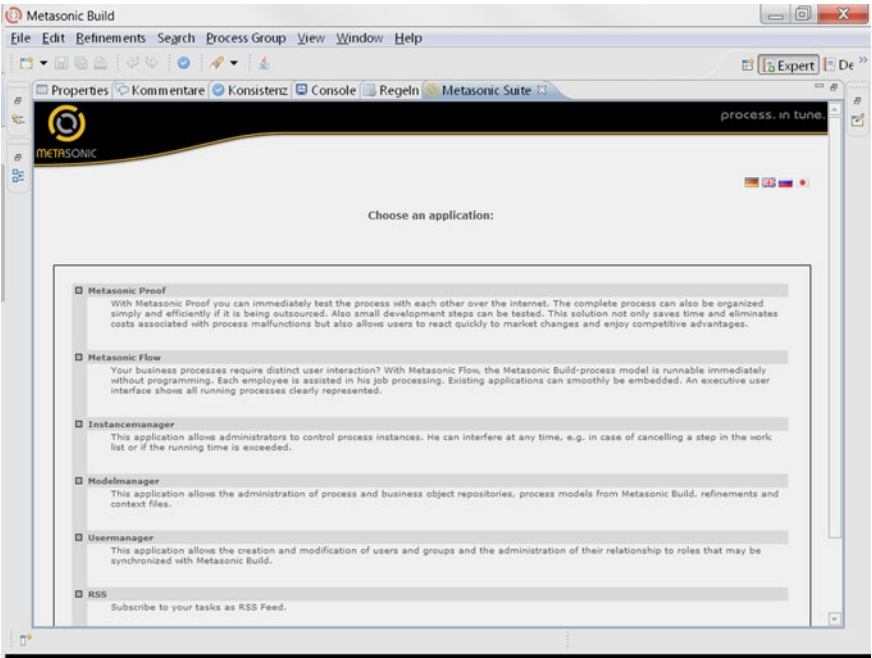 Metasonic Build
File Edit Refinements Search Process Group View Window Help
Expert De
Properties Kommentare Konsistenz Console Regeln Metasonic Suite
process. in tune.
METASONIC
Choose an application:
Metasonic Proof
With Metasonic Proof you can immediately test the process with each other over the internet. The complete process can also be organized
simply and efficiently if it is being outsourced. Also small development steps can be tested. This solution not only saves time and eliminates
costs associated with process malfunctions but also allows users to react quickly to market changes and enjoy competitive advantages.
Metasonic Flow
Your business processes require distinct user interaction? With Metasonic Flow, the Metasonic Build-process model is runnable immediately
without programming. Each employee is assisted in his job processing. Existing applications can smoothly be embedded. An executive user
interface shows all running processes clearly represented.
Instancemanager
This application allows administrators to control process instances. He can interfere at any time, e.g. in case of cancelling a step in the work
list or if the running time is exceeded.
Modelmanager
This application allows the administration of process and business object repositories, process models from Metasonic Build, refinements and
context files.
Usermanager
This application allows the creation and modification of users and groups and the administration of their relationship to roles that may be
synchronized with Metasonic Build.
RSS
Subscribe to your tasks as RSS Feed.